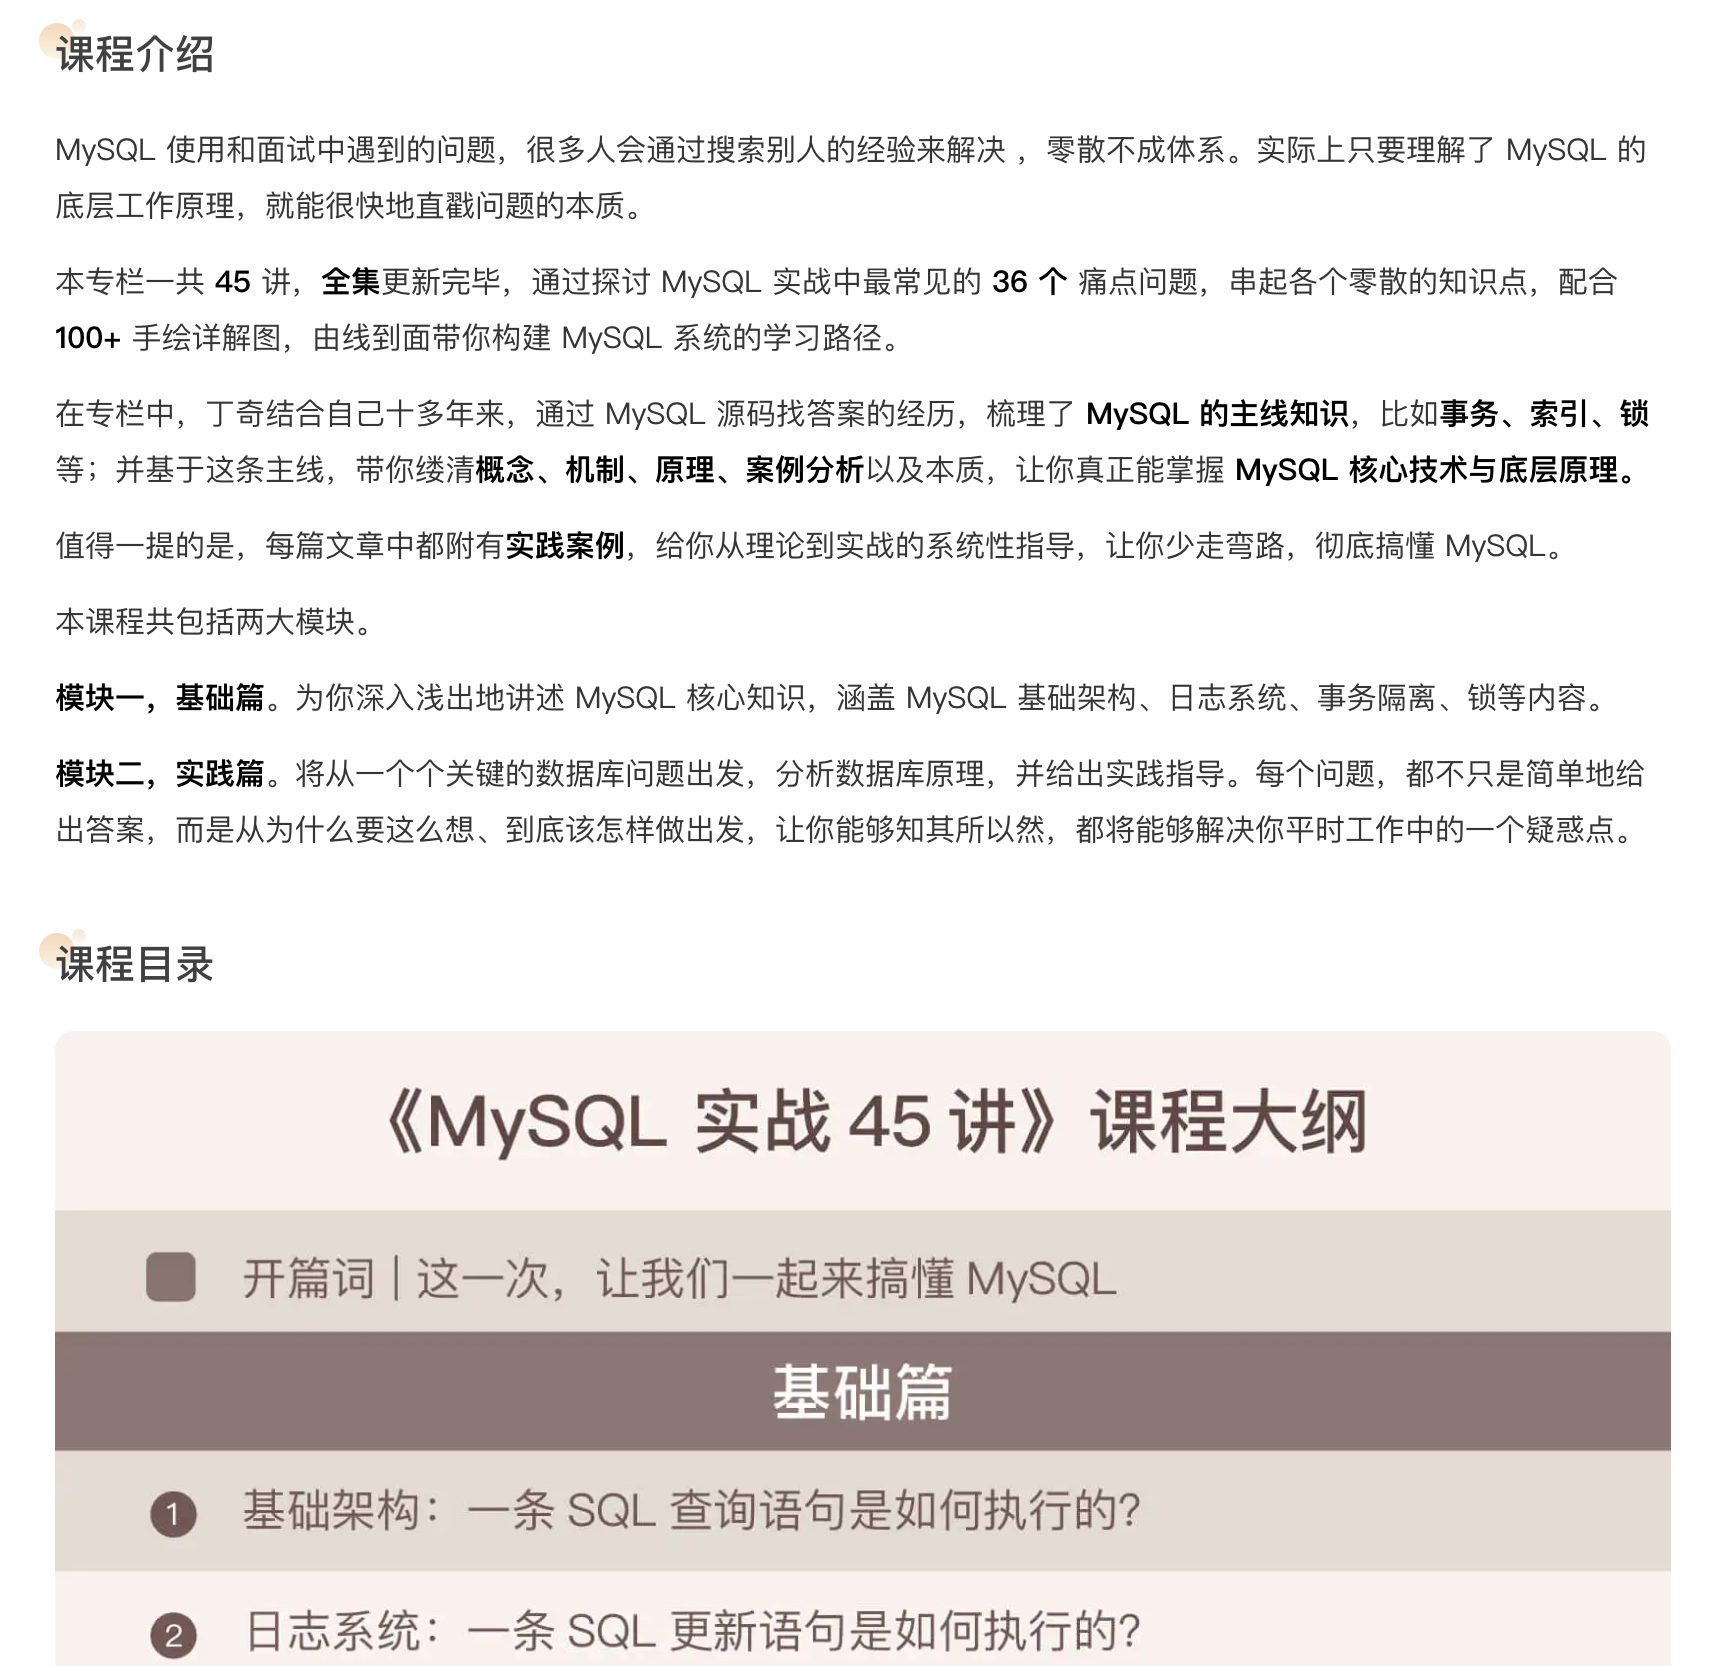 课程介绍
MySQL 使用和面试中遇到的问题，很多人会通过搜索别人的经验来解决 ，零散不成体系。实际上只要理解了 MySQL 的
底层工作原理，就能很快地直戳问题的本质。
本专栏一共 45 讲，全集更新完毕，通过探讨 MySQL 实战中最常见的 36 个 痛点问题，串起各个零散的知识点，配合
100+ 手绘详解图，由线到面带你构建 MySQL 系统的学习路径。
在专栏中，丁奇结合自己十多年来，通过 MySQL 源码找答案的经历，梳理了 MySQL 的主线知识，比如事务、索引、锁
等；并基于这条主线，带你缕清概念、机制、原理、案例分析以及本质，让你真正能掌握 MySQL 核心技术与底层原理。
值得一提的是，每篇文章中都附有实践案例，给你从理论到实战的系统性指导，让你少走弯路，彻底搞懂 MySQL。
本课程共包括两大模块。
模块一，基础篇。为你深入浅出地讲述 MySQL 核心知识，涵盖 MySQL 基础架构、日志系统、事务隔离、锁等内容。
模块二，实践篇。将从一个个关键的数据库问题出发，分析数据库原理，并给出实践指导。每个问题，都不只是简单地给
出答案，而是从为什么要这么想、到底该怎样做出发，让你能够知其所以然，都将能够解决你平时工作中的一个疑惑点。
课程目录
《MySQL 实战 45 讲》课程大纲
开篇词 | 这一次，让我们一起来搞懂 MySQL
基础篇
1 基础架构：一条 SQL 查询语句是如何执行的？
2 日志系统：一条 SQL 更新语句是如何执行的？